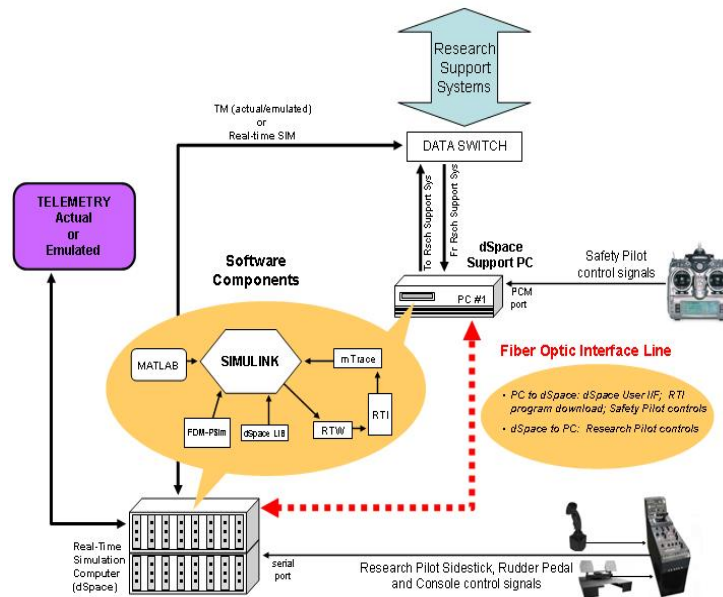 Research
Support
Systems
TM (actual/emulated)
or
Real-time SIM
DATA SWITCH
To Rsch Support Sys
Fr Rsch Support Sys
TELEMETRY
Actual
or
Emulated
Software
Components
dSpace
Support PC
PC #1
PCM
port
Safety Pilot
control signals
MATLAB
SIMULINK
mTrace
FDM-PSim
dSpace LIB
RTW
RTI
Fiber Optic Interface Line
• PC to dSpace: dSpace User I/F; RTI
program download; Safety Pilot controls
• dSpace to PC: Research Pilot controls
Real-Time
Simulation
Computer
(dSpace)
serial
port
Research Pilot Sidestick, Rudder Pedal
and Console control signals